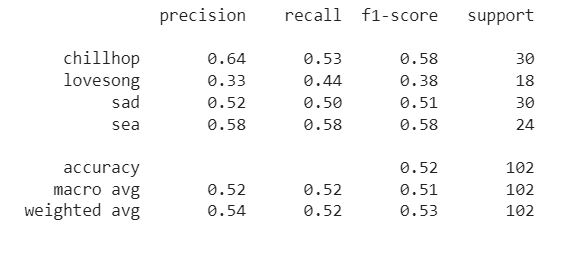 precision recall f1-score support
chillhop 0.64 0.53 0.58 30
lovesong 0.33 0.44 0.38 18
sad 0.52 0.50 0.51 30
sea 0.58 0.58 0.58 24
accuracy 0.52 102
macro avg 0.52 0.52 0.51 102
weighted avg 0.54 0.52 0.53 102